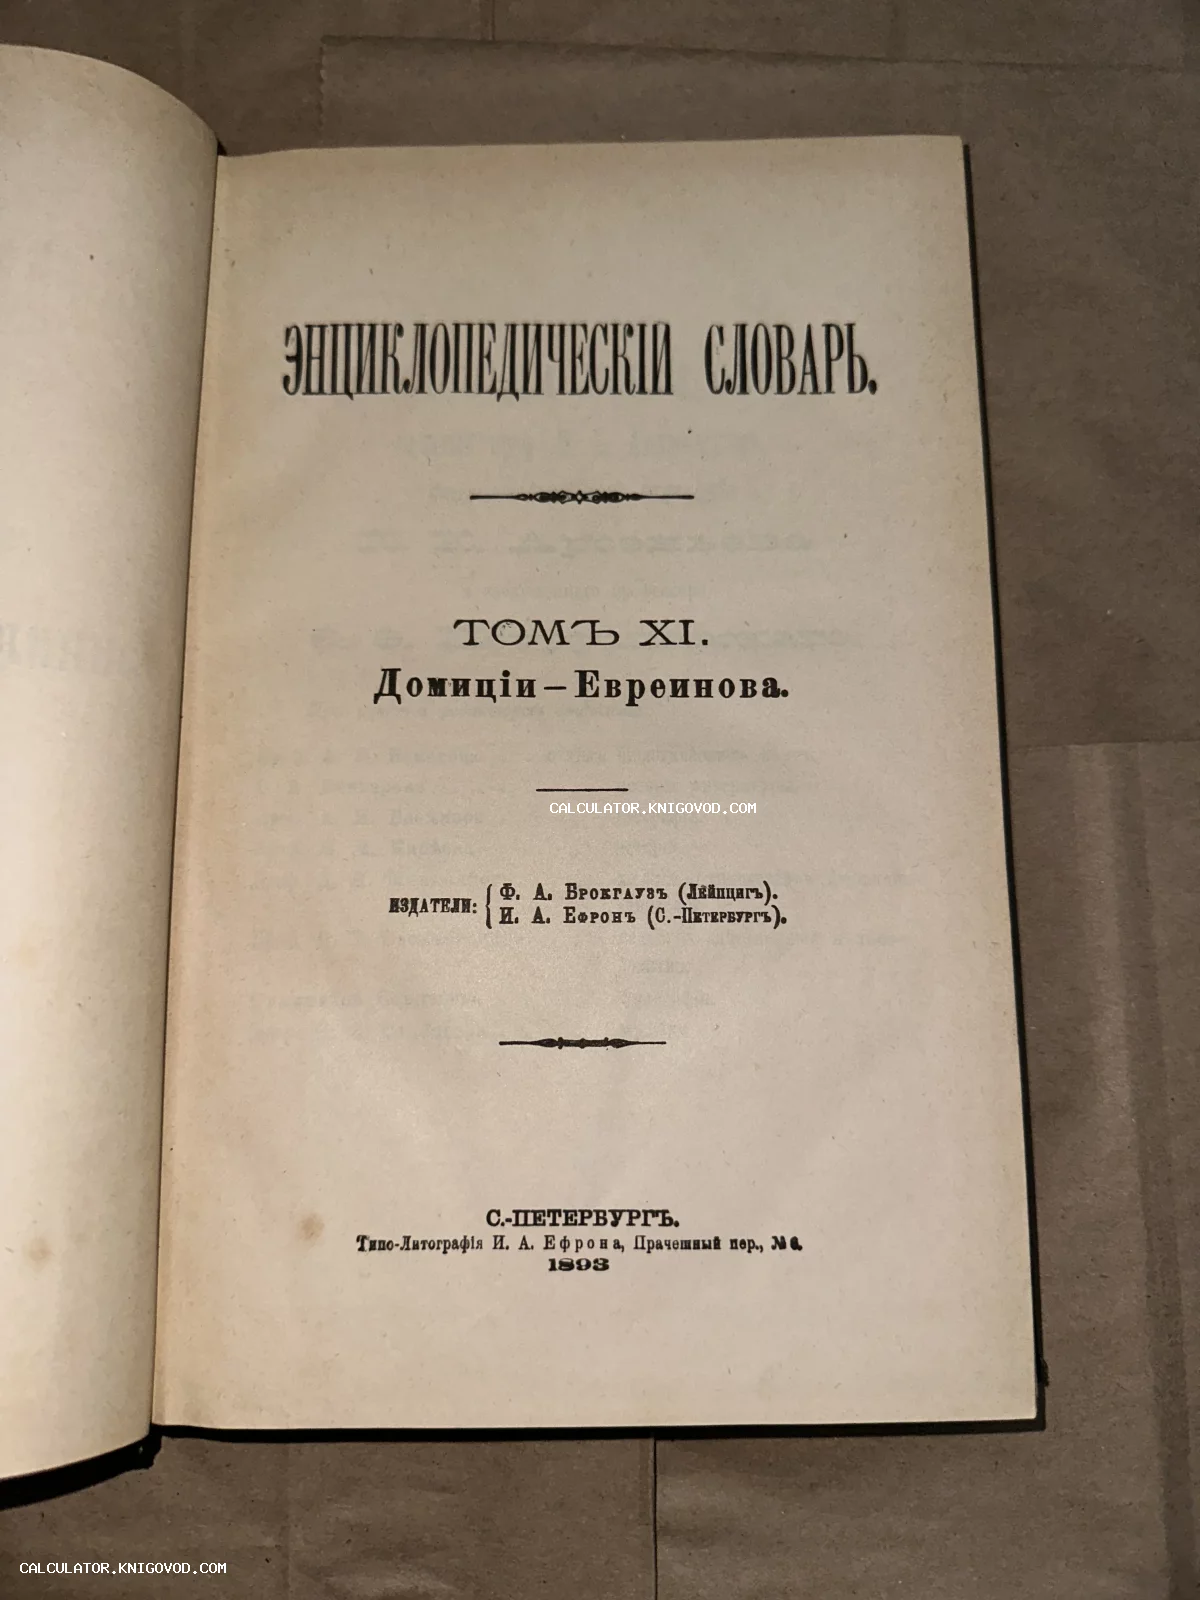 ЭНЦИКЛОПЕДИЧЕСКІЙ СЛОВАРЬ.
ТОМЪ XI.
Домиціи — Евреинова.
CALCULATOR.KNIGOVOD.COM
ИЗДАТЕЛИ: { Ф. А. Брокгаузъ (Лейпцигъ).
И. А. Ефронъ (С.-Петербургъ).
С.-ПЕТЕРБУРГЪ.
Типо-Литографія И. А. Ефрона, Прачешный пер., № 6.
1893
CALCULATOR.KNIGOVOD.COM